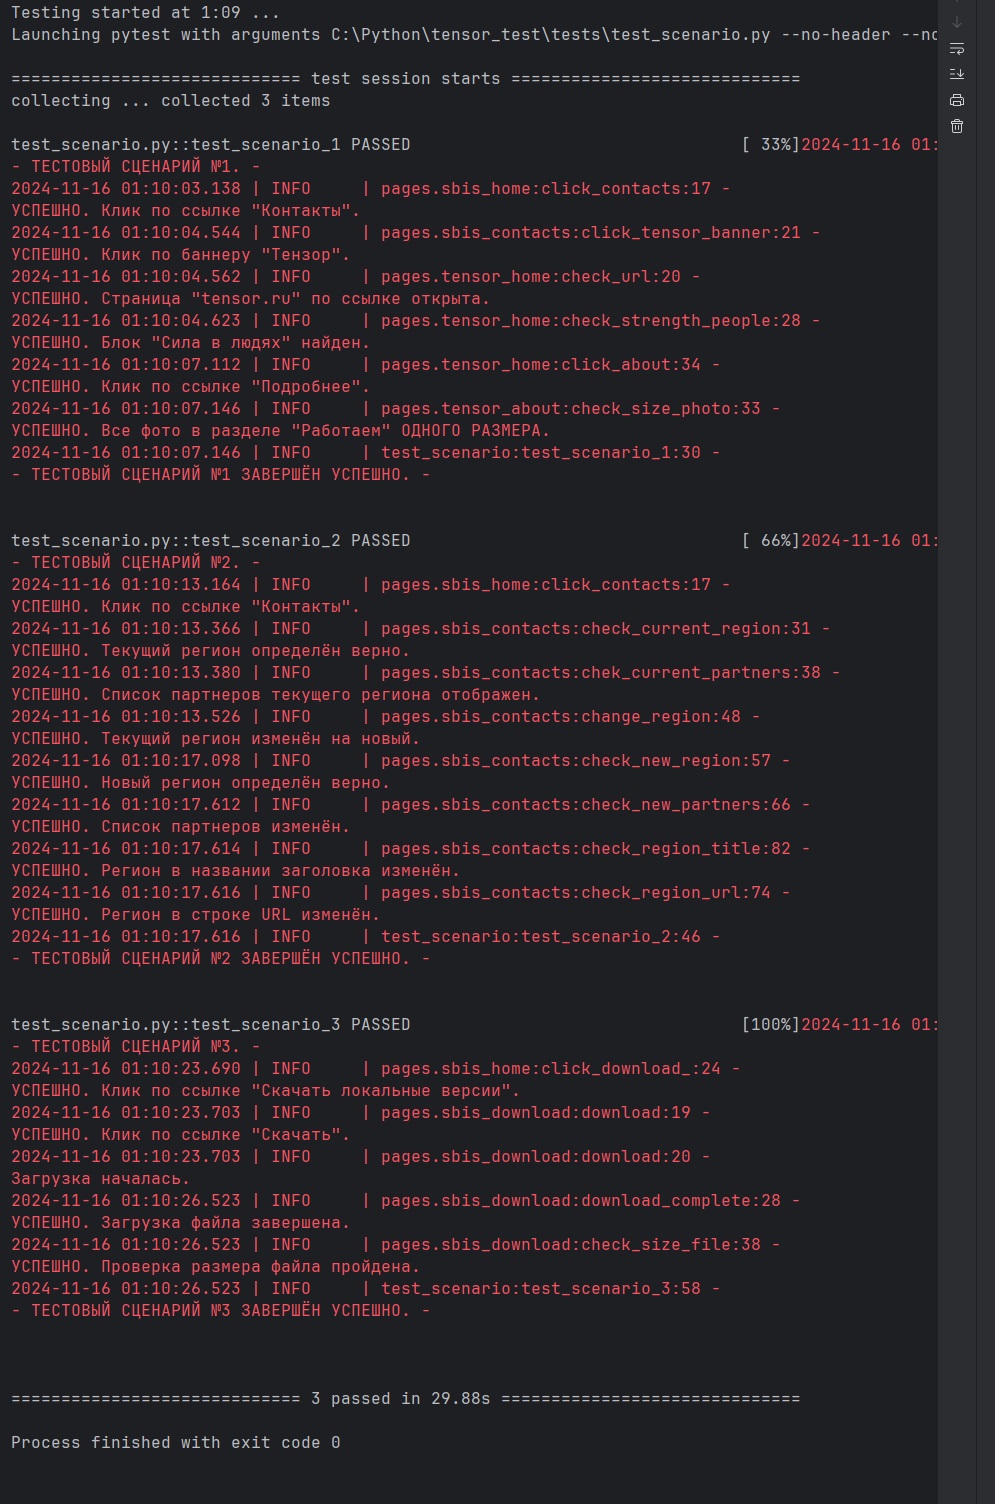 Testing started at 1:09 ...
Launching pytest with arguments C:\Python\tensor_test\tests\test_scenario.py --no-header --no
============================= test session starts =============================
collecting ... collected 3 items
test_scenario.py::test_scenario_1 PASSED                                 [ 33%]2024-11-16 01:
- ТЕСТОВЫЙ СЦЕНАРИЙ №1. -
2024-11-16 01:10:03.138 | INFO     | pages.sbis_home:click_contacts:17 -
УСПЕШНО. Клик по ссылке "Контакты".
2024-11-16 01:10:04.544 | INFO     | pages.sbis_contacts:click_tensor_banner:21 -
УСПЕШНО. Клик по баннеру "Тензор".
2024-11-16 01:10:04.562 | INFO     | pages.tensor_home:check_url:20 -
УСПЕШНО. Страница "tensor.ru" по ссылке открыта.
2024-11-16 01:10:04.623 | INFO     | pages.tensor_home:check_strength_people:28 -
УСПЕШНО. Блок "Сила в людях" найден.
2024-11-16 01:10:07.112 | INFO     | pages.tensor_home:click_about:34 -
УСПЕШНО. Клик по ссылке "Подробнее".
2024-11-16 01:10:07.146 | INFO     | pages.tensor_about:check_size_photo:33 -
УСПЕШНО. Все фото в разделе "Работаем" ОДНОГО РАЗМЕРА.
2024-11-16 01:10:07.146 | INFO     | test_scenario:test_scenario_1:30 -
- ТЕСТОВЫЙ СЦЕНАРИЙ №1 ЗАВЕРШЁН УСПЕШНО. -
test_scenario.py::test_scenario_2 PASSED                                 [ 66%]2024-11-16 01:
- ТЕСТОВЫЙ СЦЕНАРИЙ №2. -
2024-11-16 01:10:13.164 | INFO     | pages.sbis_home:click_contacts:17 -
УСПЕШНО. Клик по ссылке "Контакты".
2024-11-16 01:10:13.366 | INFO     | pages.sbis_contacts:check_current_region:31 -
УСПЕШНО. Текущий регион определён верно.
2024-11-16 01:10:13.380 | INFO     | pages.sbis_contacts:chek_current_partners:38 -
УСПЕШНО. Список партнеров текущего региона отображен.
2024-11-16 01:10:13.526 | INFO     | pages.sbis_contacts:change_region:48 -
УСПЕШНО. Текущий регион изменён на новый.
2024-11-16 01:10:17.098 | INFO     | pages.sbis_contacts:check_new_region:57 -
УСПЕШНО. Новый регион определён верно.
2024-11-16 01:10:17.612 | INFO     | pages.sbis_contacts:check_new_partners:66 -
УСПЕШНО. Список партнеров изменён.
2024-11-16 01:10:17.614 | INFO     | pages.sbis_contacts:check_region_title:82 -
УСПЕШНО. Регион в названии заголовка изменён.
2024-11-16 01:10:17.616 | INFO     | pages.sbis_contacts:check_region_url:74 -
УСПЕШНО. Регион в строке URL изменён.
2024-11-16 01:10:17.616 | INFO     | test_scenario:test_scenario_2:46 -
- ТЕСТОВЫЙ СЦЕНАРИЙ №2 ЗАВЕРШЁН УСПЕШНО. -
test_scenario.py::test_scenario_3 PASSED                                 [100%]2024-11-16 01:
- ТЕСТОВЫЙ СЦЕНАРИЙ №3. -
2024-11-16 01:10:23.690 | INFO     | pages.sbis_home:click_download_:24 -
УСПЕШНО. Клик по ссылке "Скачать локальные версии".
2024-11-16 01:10:23.703 | INFO     | pages.sbis_download:download:19 -
УСПЕШНО. Клик по ссылке "Скачать".
2024-11-16 01:10:23.703 | INFO     | pages.sbis_download:download:20 -
Загрузка началась.
2024-11-16 01:10:26.523 | INFO     | pages.sbis_download:download_complete:28 -
УСПЕШНО. Загрузка файла завершена.
2024-11-16 01:10:26.523 | INFO     | pages.sbis_download:check_size_file:38 -
УСПЕШНО. Проверка размера файла пройдена.
2024-11-16 01:10:26.523 | INFO     | test_scenario:test_scenario_3:58 -
- ТЕСТОВЫЙ СЦЕНАРИЙ №3 ЗАВЕРШЁН УСПЕШНО. -
============================= 3 passed in 29.88s ==============================
Process finished with exit code 0